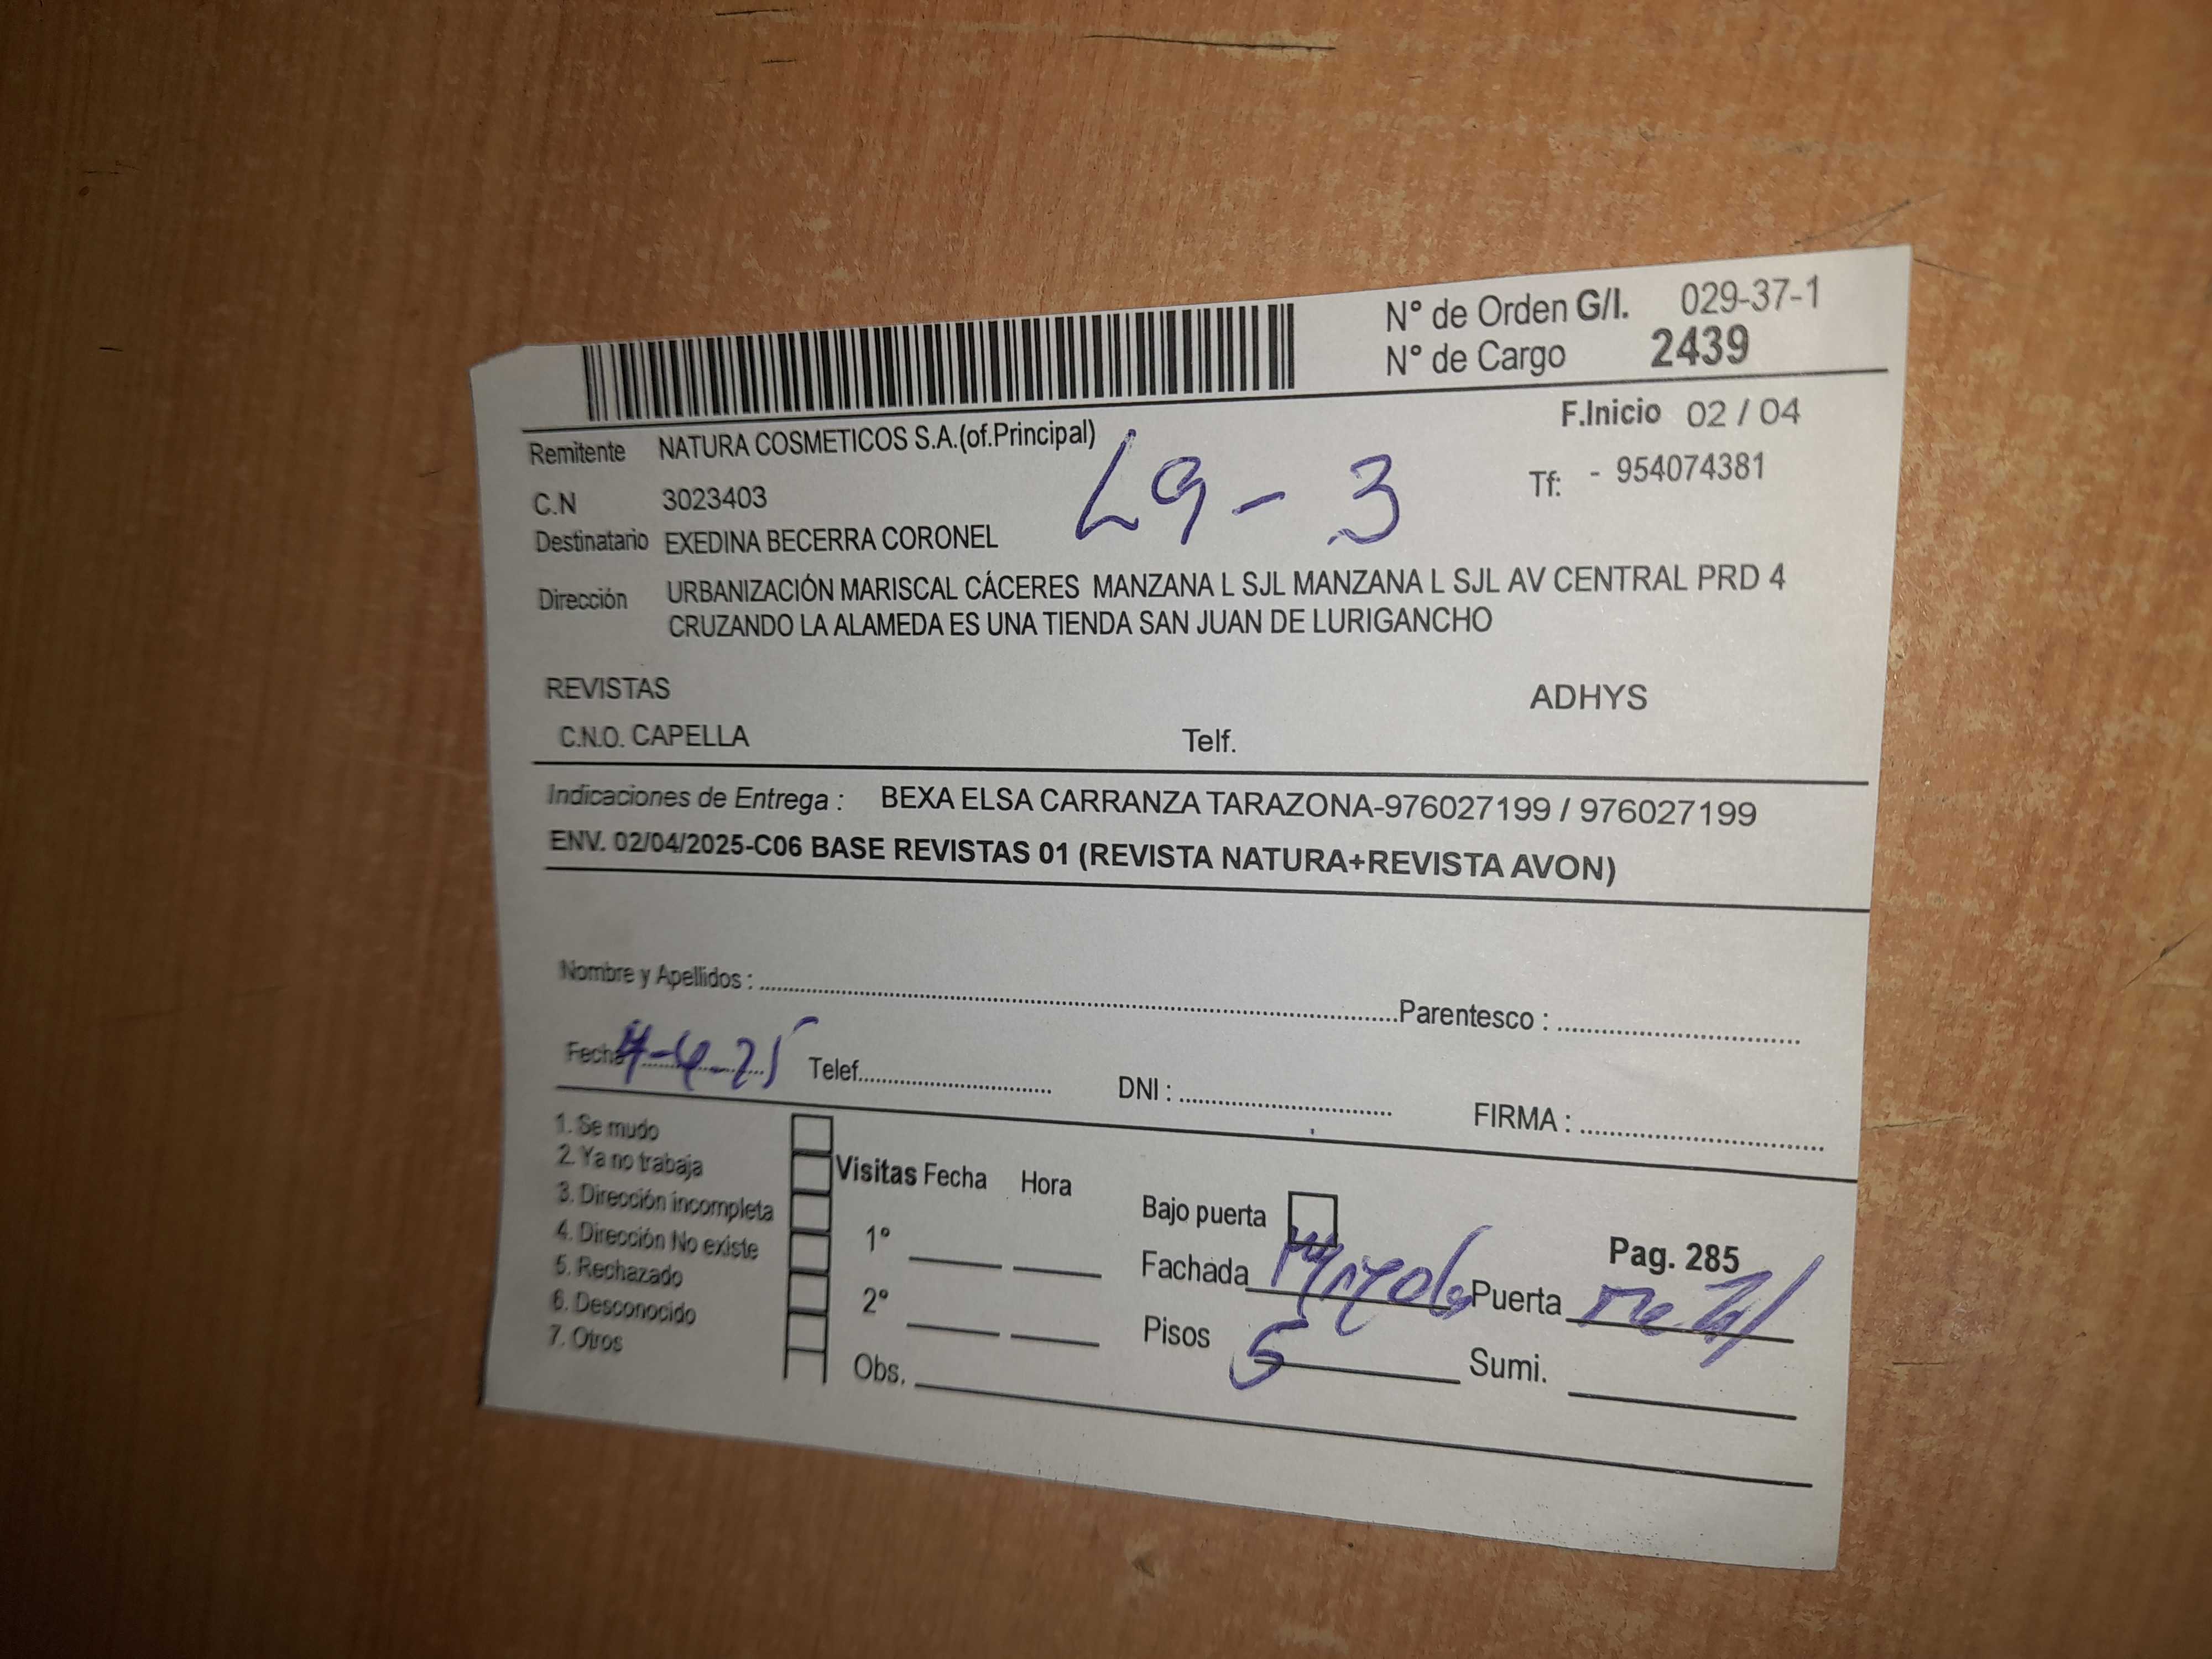 N° de Orden G/I. 029-37-1
N° de Cargo 2439
F.Inicio 02 / 04
Remitente NATURA COSMETICOS S.A.(of.Principal)
L9-3
Tf: - 954074381
C.N 3023403
Destinatario EXEDINA BECERRA CORONEL
Dirección URBANIZACIÓN MARISCAL CÁCERES MANZANA L SJL MANZANA L SJL AV CENTRAL PRD 4
CRUZANDO LA ALAMEDA ES UNA TIENDA SAN JUAN DE LURIGANCHO
REVISTAS ADHYS
C.N.O. CAPELLA Telf.
Indicaciones de Entrega : BEXA ELSA CARRANZA TARAZONA-976027199 / 976027199
ENV. 02/04/2025-C06 BASE REVISTAS 01 (REVISTA NATURA+REVISTA AVON)
Nombre y Apellidos : Parentesco :
Fecha 4-4-25 Telef. DNI : FIRMA :
1. Se mudo
2. Ya no trabaja
3. Dirección incompleta
4. Dirección No existe
5. Rechazado
6. Desconocido
7. Otros
Visitas Fecha Hora
1°
2°
Obs.
Bajo puerta
Pag. 285
Fachada Puerta metal
Pisos 5 Sumi.